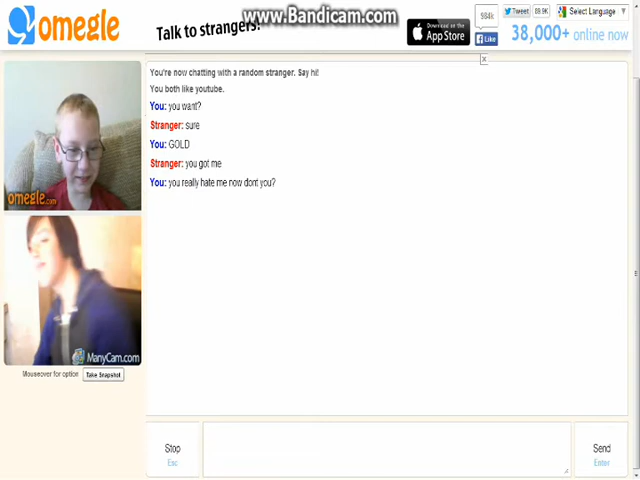 www.Bandicam.com
omegle
Talk to strangers!
Download on the
App Store
984k
Like
Tweet
89.9K
Select Language
38,000+ online now
x
You're now chatting with a random stranger. Say hi!
You both like youtube.
You: you want?
Stranger: sure
You: GOLD
Stranger: you got me
You: you really hate me now dont you?
omegle.com
ManyCam.com
Mouseover for option
Take Snapshot
Stop
Esc
Send
Enter